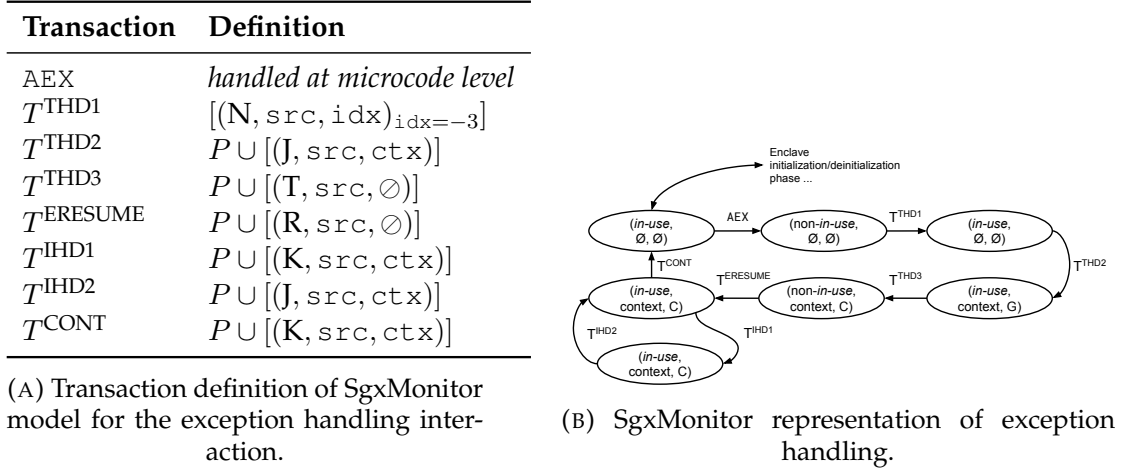 Transaction Definition
AEX handled at microcode level
T^THD1 [(N, src, idx)_idx=−3]
T^THD2 P ∪ [(J, src, ctx)]
T^THD3 P ∪ [(T, src, ∅)]
T^ERESUME P ∪ [(R, src, ∅)]
T^IHD1 P ∪ [(K, src, ctx)]
T^IHD2 P ∪ [(J, src, ctx)]
T^CONT P ∪ [(K, src, ctx)]
(A) Transaction definition of SgxMonitor
model for the exception handling inter-
action.
Enclave
initialization/deinitialization
phase ...
(in-use,
Ø, Ø)
AEX
(non-in-use,
Ø, Ø)
T^THD1
(in-use,
Ø, Ø)
T^THD2
T^CONT
(in-use,
context, C)
T^ERESUME
(non-in-use,
context, C)
T^THD3
(in-use,
context, G)
T^IHD2
T^IHD1
(in-use,
context, C)
(B) SgxMonitor representation of exception
handling.